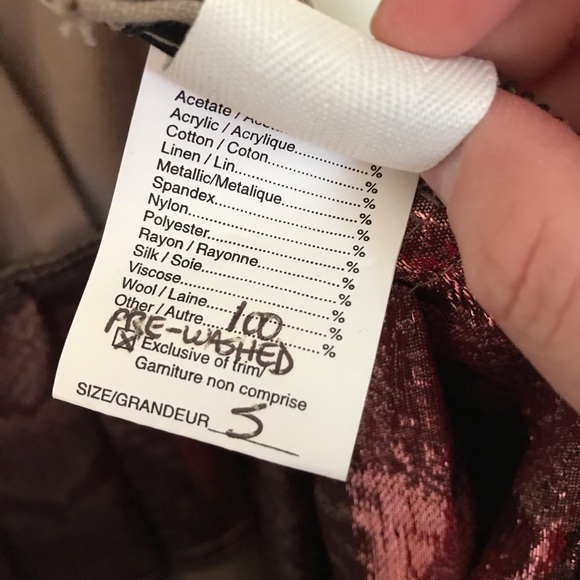 Acetate / Acetate
Acrylic / Acrylique..................%
Cotton / Coton..................%
Linen / Lin..................%
Metallic/Metalique..................%
Spandex..................%
Nylon..................%
Polyester..................%
Rayon / Rayonne..................%
Silk / Soie..................%
Viscose..................%
Wool / Laine..................%
Other / Autre 100 %
PRE-WASHED
☒ Exclusive of trim/
Garniture non comprise
SIZE/GRANDEUR S